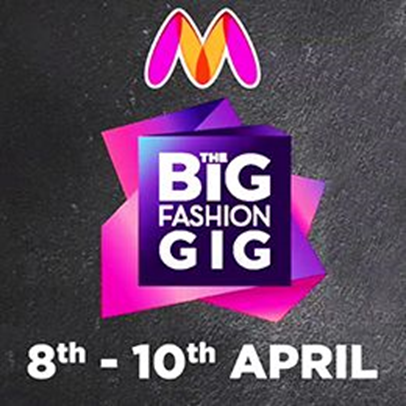 THE
BiG
FASHION
GIG
8th - 10th APRIL